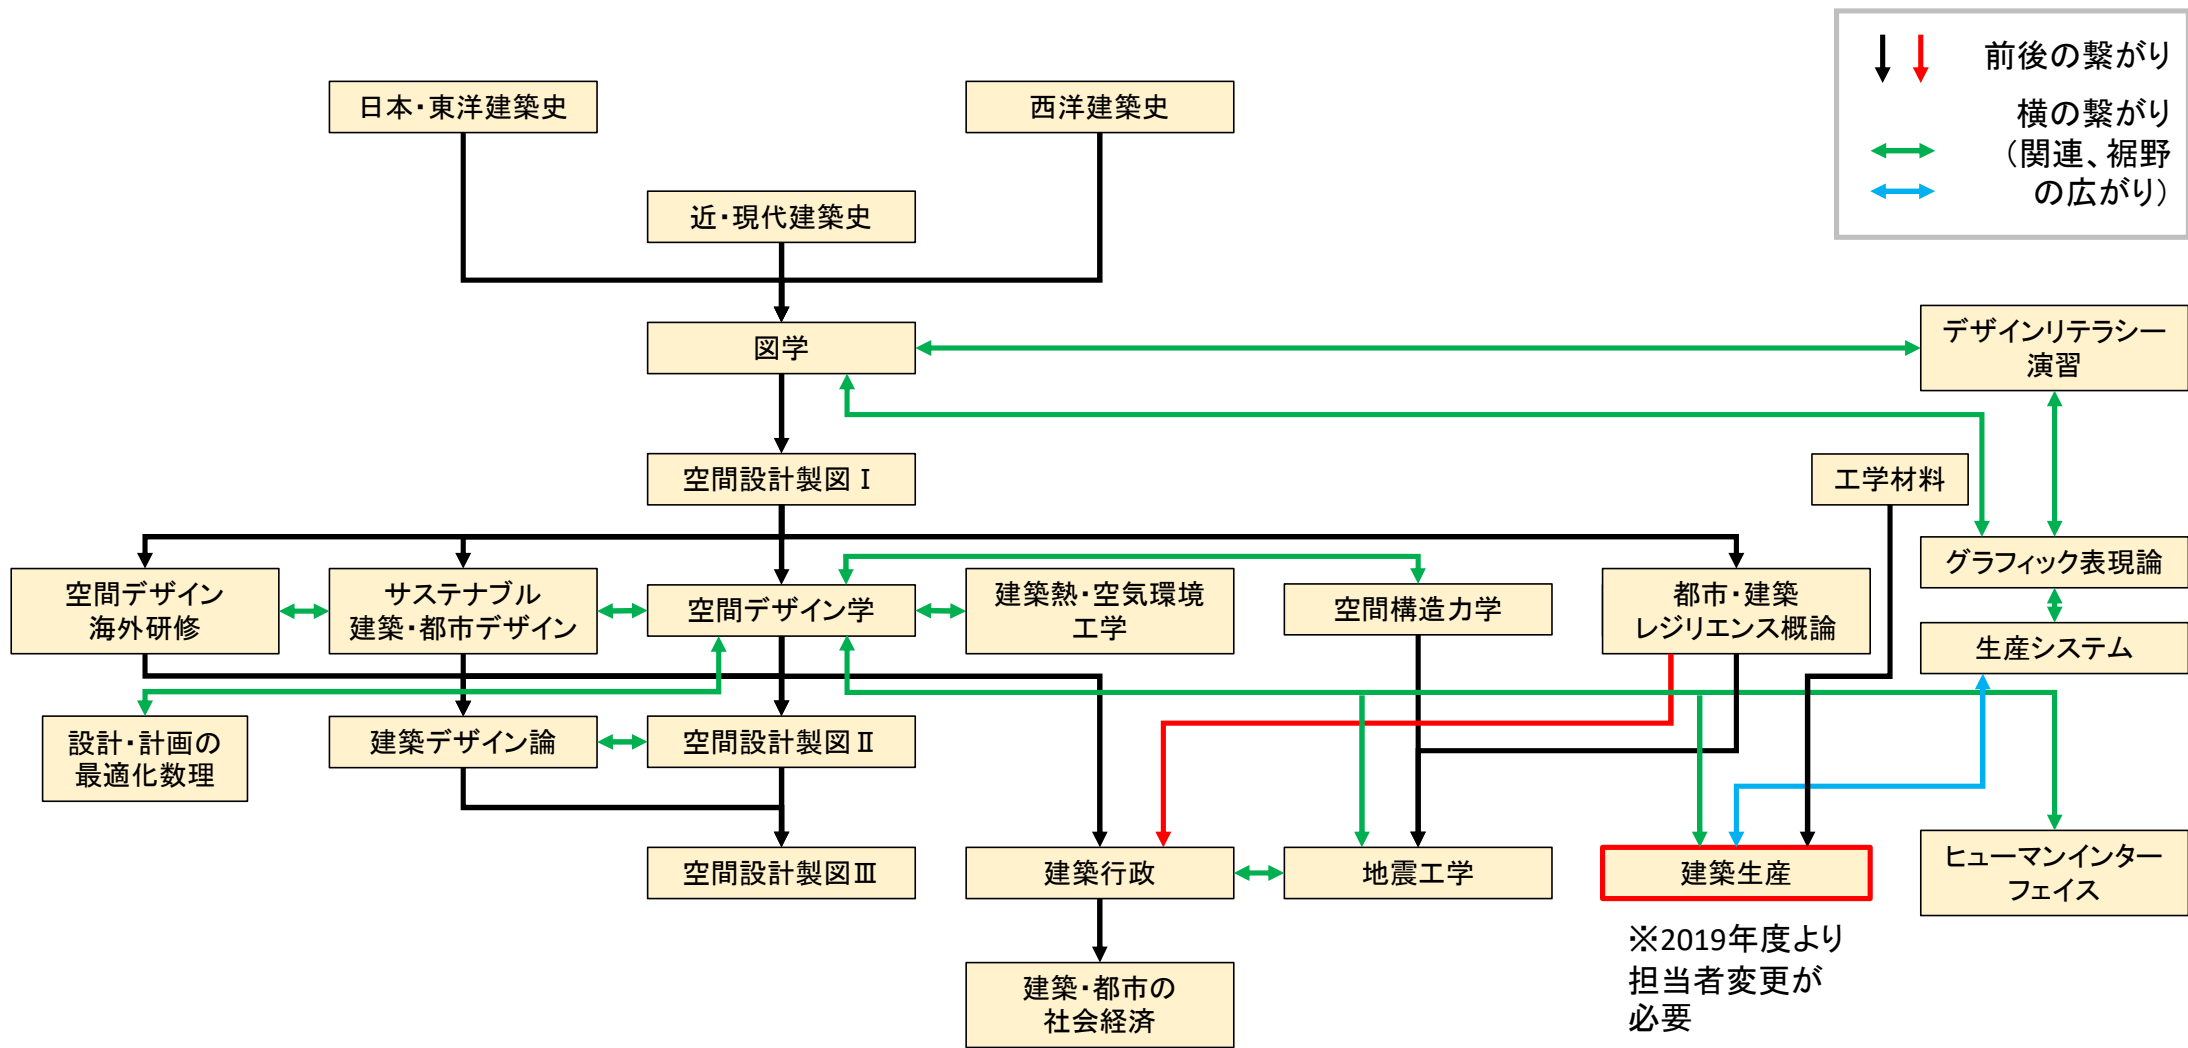 前後の繋がり
横の繋がり
（関連、裾野
の広がり）
日本・東洋建築史
西洋建築史
近・現代建築史
図学
デザインリテラシー
演習
空間設計製図Ⅰ
工学材料
グラフィック表現論
空間デザイン
海外研修
サステナブル
建築・都市デザイン
空間デザイン学
建築熱・空気環境
工学
空間構造力学
都市・建築
レジリエンス概論
生産システム
設計・計画の
最適化数理
建築デザイン論
空間設計製図Ⅱ
空間設計製図Ⅲ
建築行政
地震工学
建築生産
ヒューマンインター
フェイス
※2019年度より
担当者変更が
必要
建築・都市の
社会経済